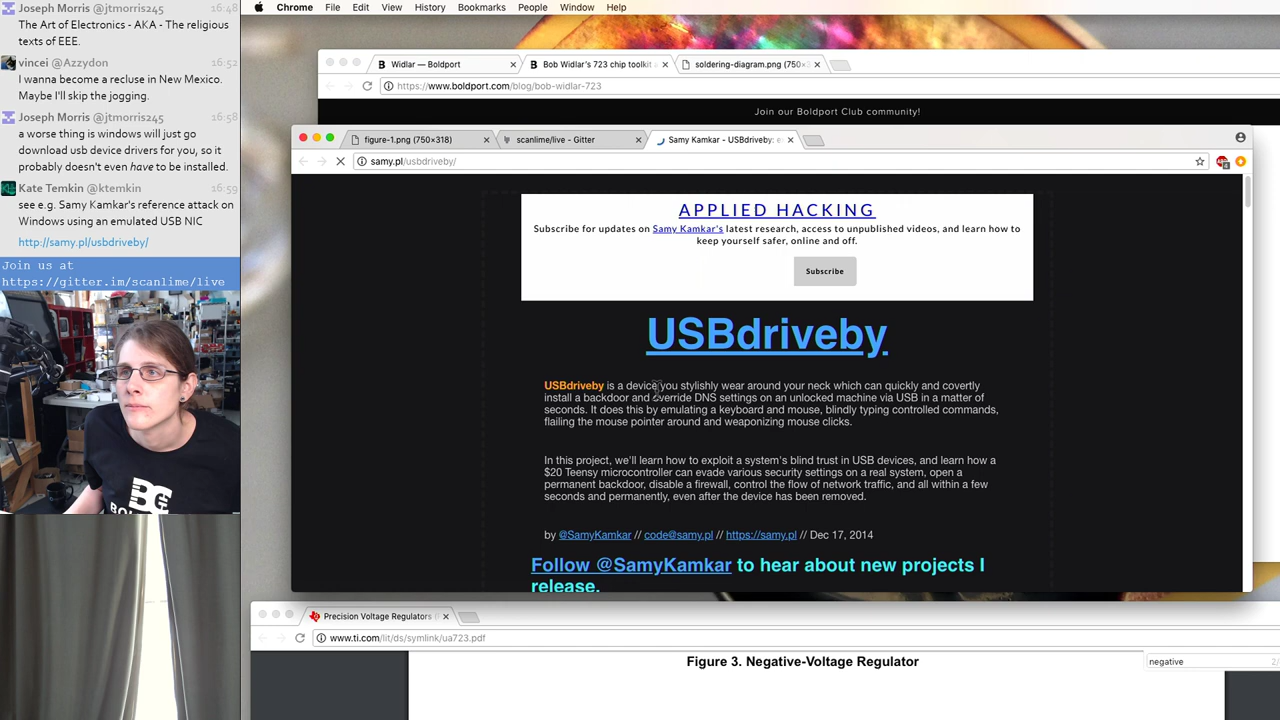 Joseph Morris @jtmorris245 16:48
The Art of Electronics - AKA - The religious
texts of EEE.
vincei @Azzydon 16:52
I wanna become a recluse in New Mexico.
Maybe I'll skip the jogging.
Joseph Morris @jtmorris245 16:58
a worse thing is windows will just go
download usb device drivers for you, so it
probably doesn't even have to be installed.
Kate Temkin @ktemkin 16:59
see e.g. Samy Kamkar's reference attack on
Windows using an emulated USB NIC
http://samy.pl/usbdriveby/
Join us at
https://gitter.im/scanlime/live
Chrome File Edit View History Bookmarks People Window Help
Widlar — Boldport
Bob Widlar's 723 chip toolkit
soldering-diagram.png (750×
https://www.boldport.com/blog/bob-widlar-723
Join our Boldport Club community!
figure-1.png (750×318)
scanlime/live - Gitter
Samy Kamkar - USBdriveby: e
samy.pl/usbdriveby/
APPLIED HACKING
Subscribe for updates on Samy Kamkar's latest research, access to unpublished videos, and learn how to
keep yourself safer, online and off.
Subscribe
USBdriveby
USBdriveby is a device you stylishly wear around your neck which can quickly and covertly
install a backdoor and override DNS settings on an unlocked machine via USB in a matter of
seconds. It does this by emulating a keyboard and mouse, blindly typing controlled commands,
flailing the mouse pointer around and weaponizing mouse clicks.
In this project, we'll learn how to exploit a system's blind trust in USB devices, and learn how a
$20 Teensy microcontroller can evade various security settings on a real system, open a
permanent backdoor, disable a firewall, control the flow of network traffic, and all within a few
seconds and permanently, even after the device has been removed.
by @SamyKamkar // code@samy.pl // https://samy.pl // Dec 17, 2014
Follow @SamyKamkar to hear about new projects I
release.
Precision Voltage Regulators
www.ti.com/lit/ds/symlink/ua723.pdf
Figure 3. Negative-Voltage Regulator
negative
BG